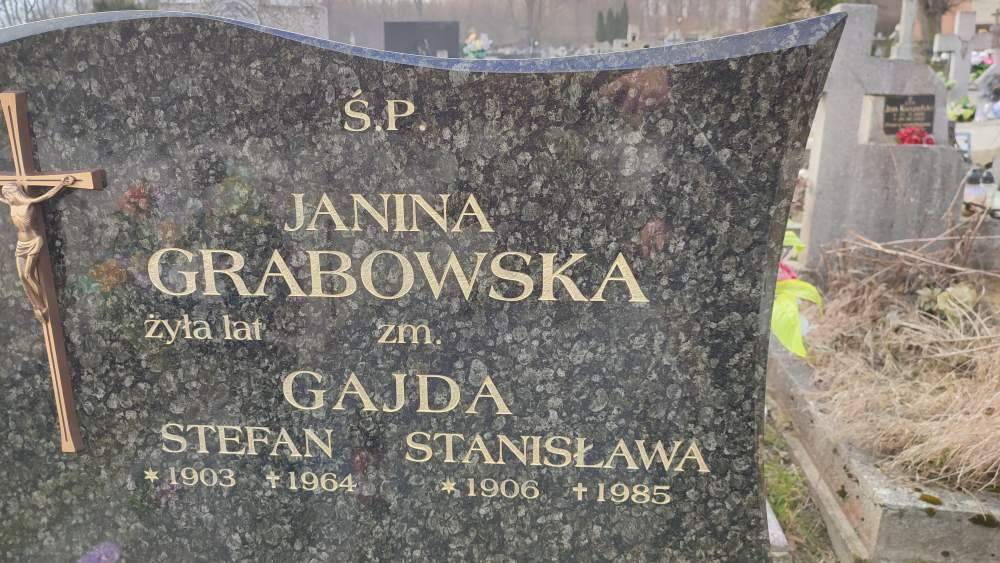 Ś.P.
JANINA
GRABOWSKA
żyła lat zm.
GAJDA
STEFAN STANISŁAWA
✶1903 ✝1964 ✶1906 ✝1985